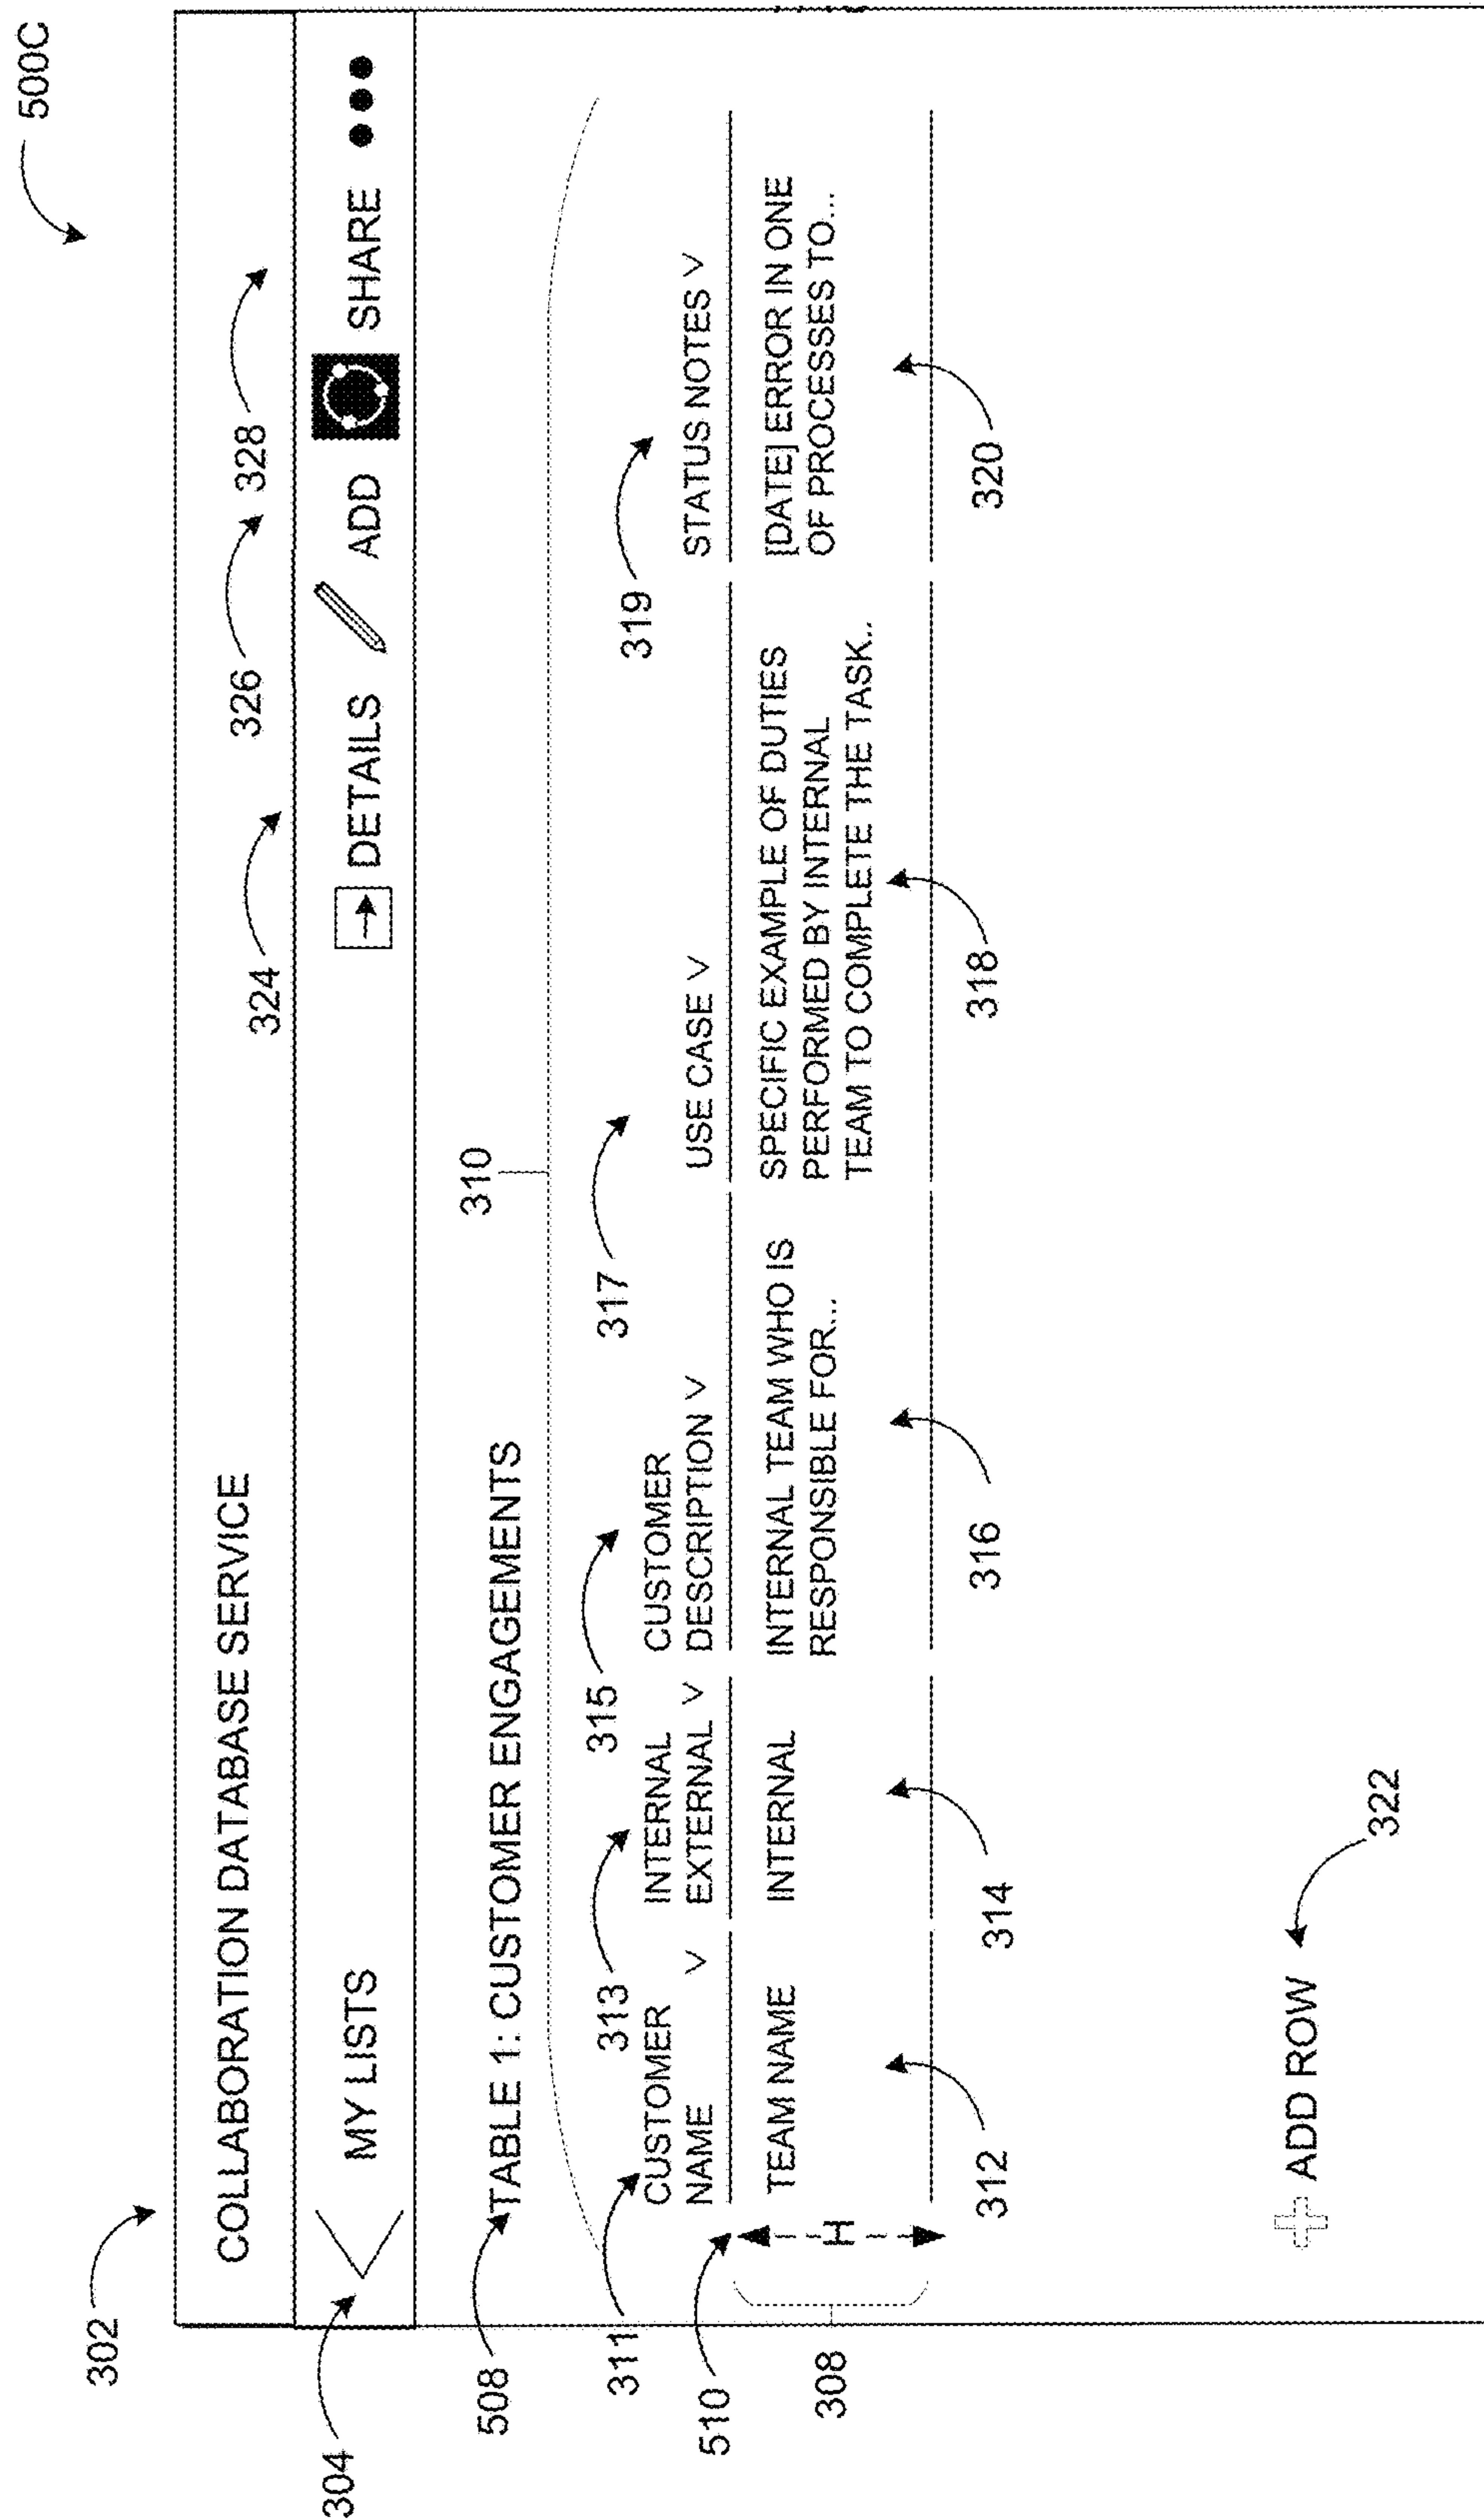 500C
302
COLLABORATION DATABASE SERVICE
324
326
328
304
MY LISTS
DETAILS
ADD
SHARE
508
TABLE 1: CUSTOMER ENGAGEMENTS
310
311
313
315
317
319
CUSTOMER
NAME V
INTERNAL
EXTERNAL V
CUSTOMER
DESCRIPTION V
USE CASE V
STATUS NOTES V
510
308
H
TEAM NAME
INTERNAL
INTERNAL TEAM WHO IS
RESPONSIBLE FOR...
SPECIFIC EXAMPLE OF DUTIES
PERFORMED BY INTERNAL
TEAM TO COMPLETE THE TASK..
[DATE] ERROR IN ONE
OF PROCESSES TO...
312
314
316
318
320
ADD ROW
322